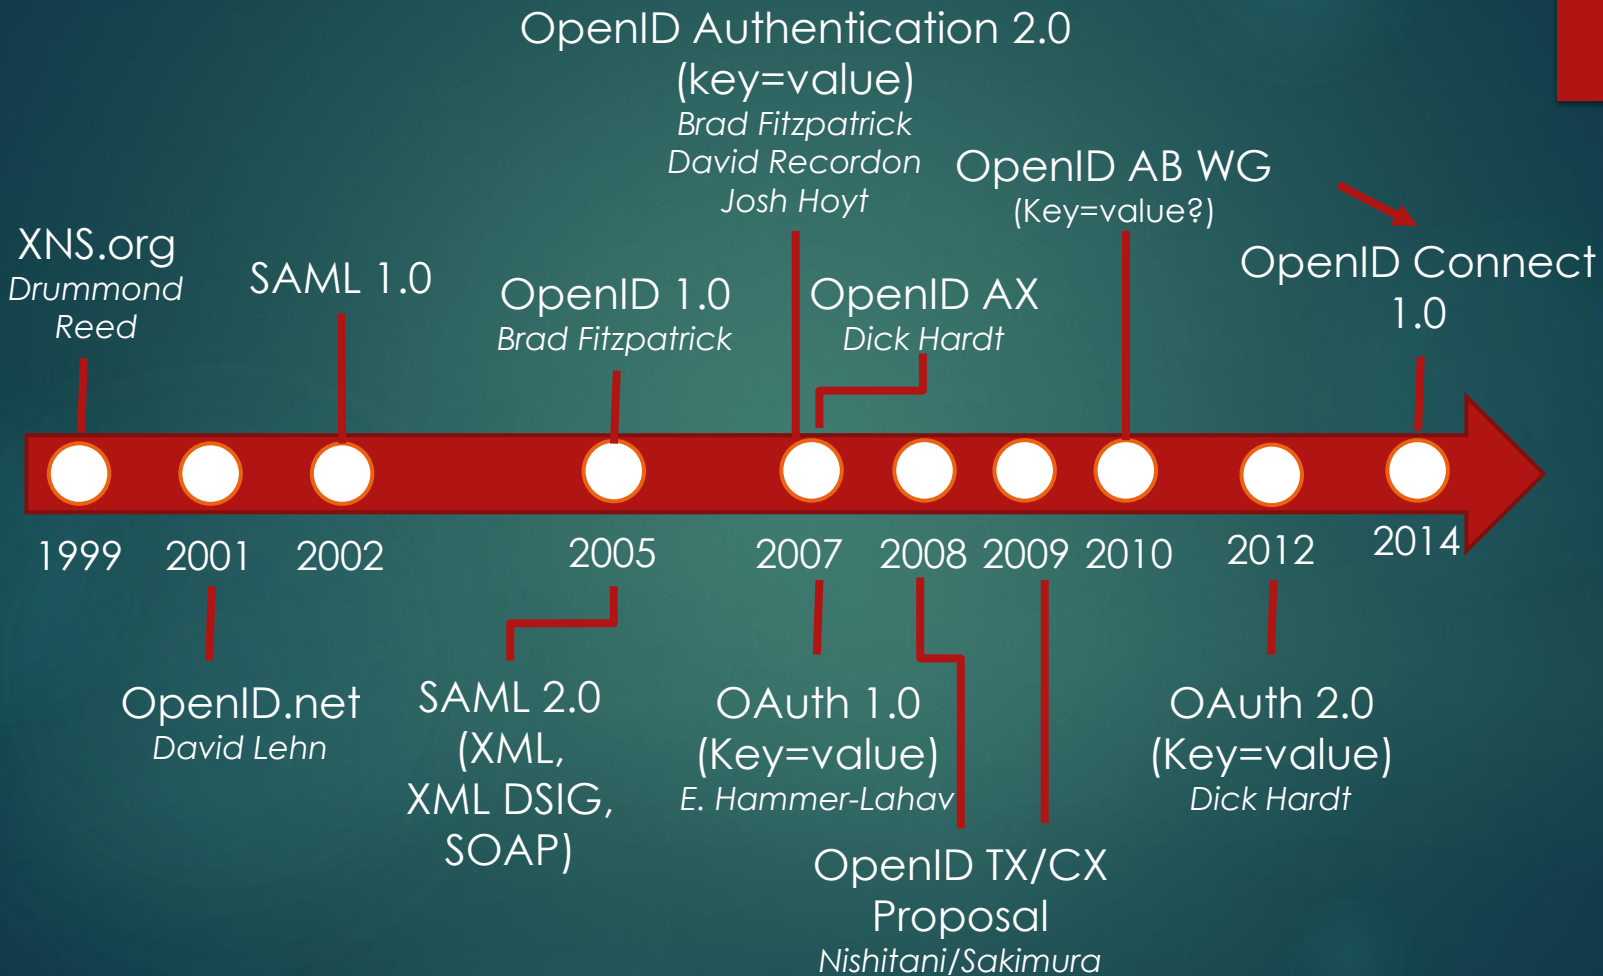 OpenID Authentication 2.0
(key=value)
Brad Fitzpatrick
David Recordon
Josh Hoyt
OpenID AB WG
(Key=value?)
XNS.org
Drummond
Reed
SAML 1.0
OpenID 1.0
Brad Fitzpatrick
OpenID AX
Dick Hardt
OpenID Connect
1.0
1999
2001
2002
2005
2007
2008
2009
2010
2012
2014
OpenID.net
David Lehn
SAML 2.0
(XML,
XML DSIG,
SOAP)
OAuth 1.0
(Key=value)
E. Hammer-Lahav
OpenID TX/CX
Proposal
Nishitani/Sakimura
OAuth 2.0
(Key=value)
Dick Hardt